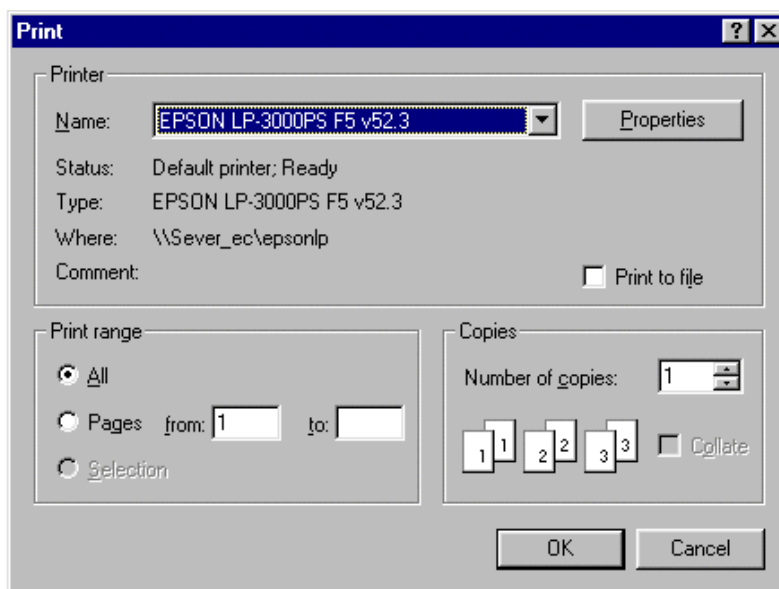 Print
Printer
Name: EPSON LP-3000PS F5 v52.3 Properties
Status: Default printer; Ready
Type: EPSON LP-3000PS F5 v52.3
Where: \\Sever_ec\epsonlp
Comment: Print to file
Print range
All
Pages from: 1 to:
Selection
Copies
Number of copies: 1
1 1 2 2 3 3 Collate
OK Cancel